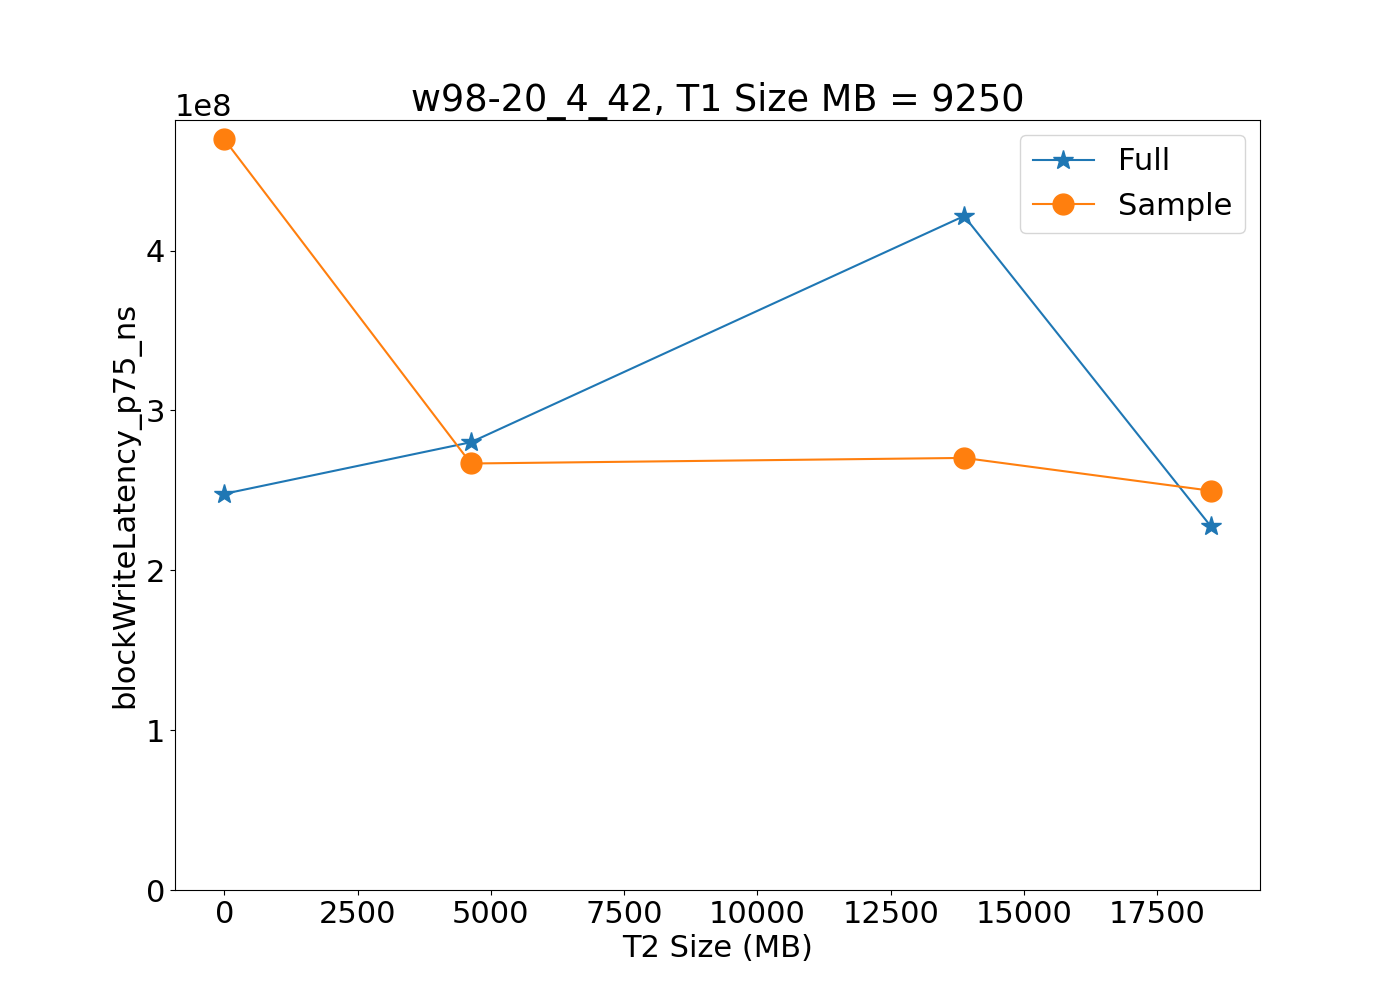 w98-20_4_42, T1 Size MB = 9250
1e8
Full
Sample
4
3
2
1
0
blockWriteLatency_p75_ns
0 2500 5000 7500 10000 12500 15000 17500
T2 Size (MB)